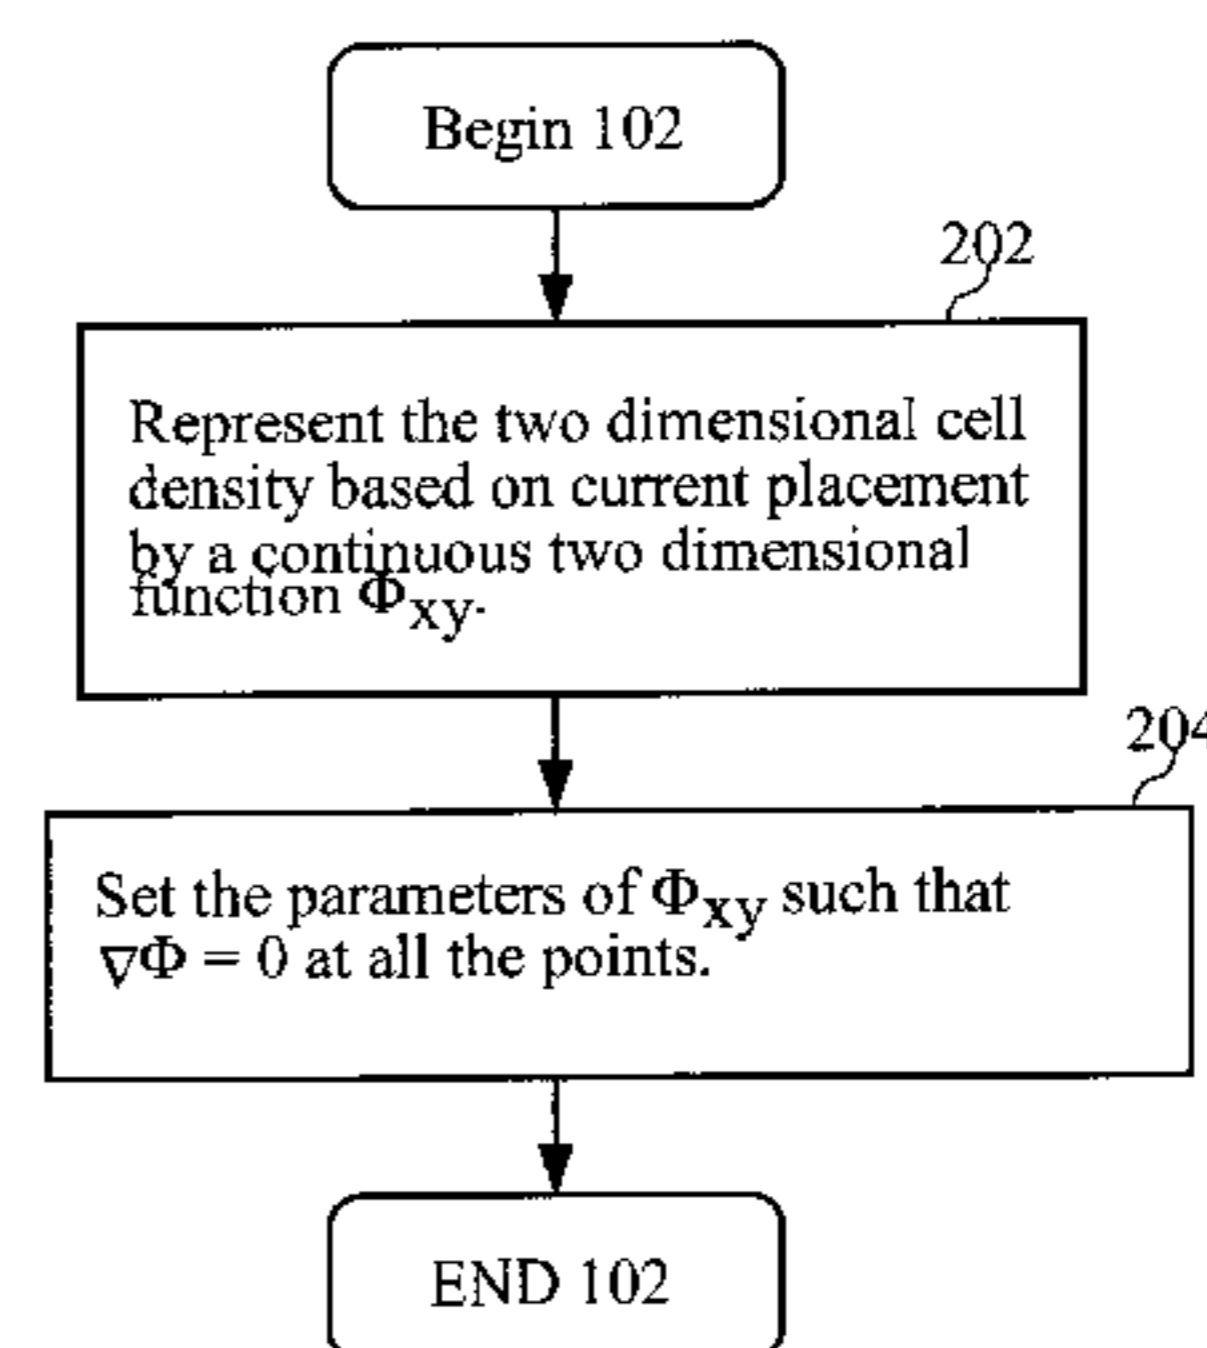 Begin 102
202
Represent the two dimensional cell
density based on current placement
by a continuous two dimensional
function Φxy.
204
Set the parameters of Φxy such that
∇Φ = 0 at all the points.
END 102